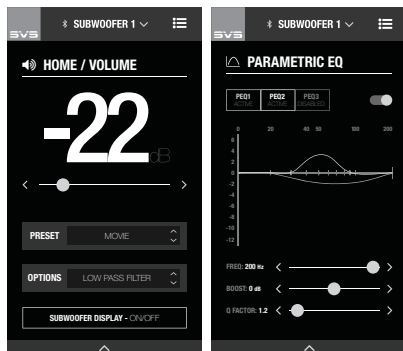 SVS
SUBWOOFER 1
HOME / VOLUME
-22 dB
PRESET MOVIE
OPTIONS LOW PASS FILTER
SUBWOOFER DISPLAY - ON/OFF
SVS
SUBWOOFER 1
PARAMETRIC EQ
PEQ1 PEQ2 PEQ3
ACTIVE ACTIVE DISABLED
0 20 40 50 100 200
6
4
2
0
-2
-4
-6
-8
-10
-12
FREQ: 200 Hz
BOOST: 0 dB
Q FACTOR: 1.2